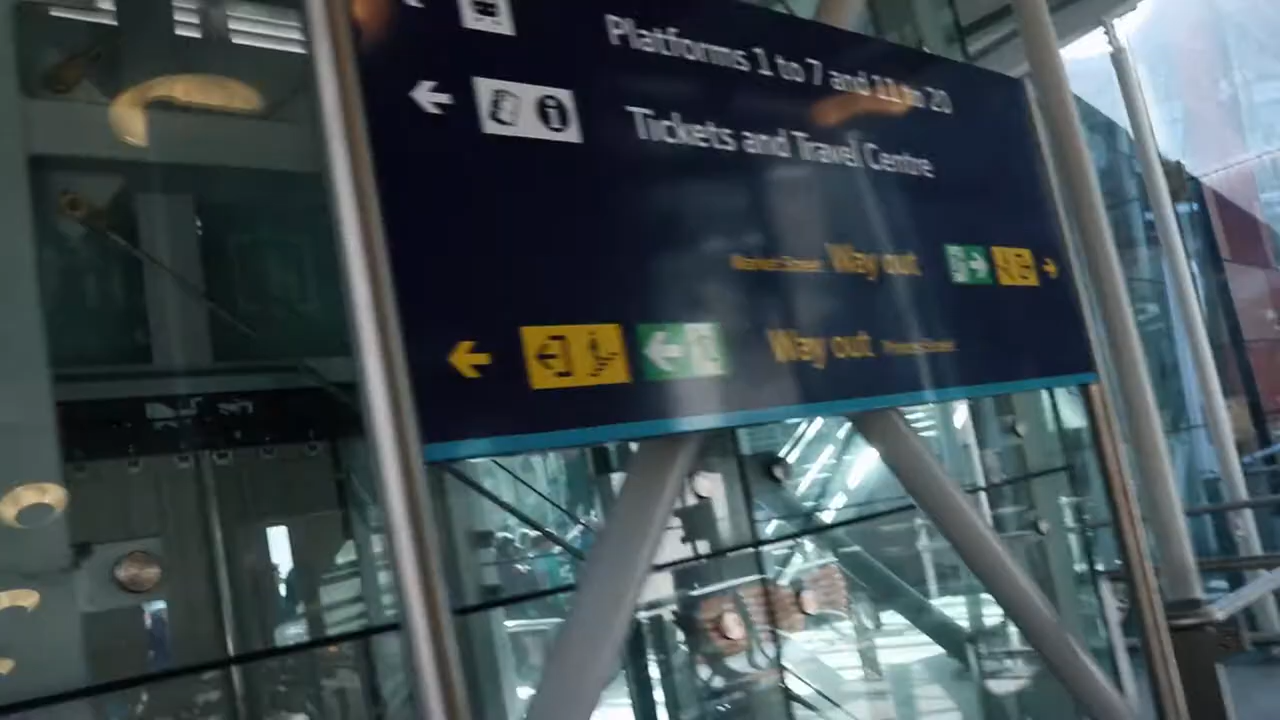 Platforms 1 to 7 and 11 to 20
Tickets and Travel Centre
Way out
Way out